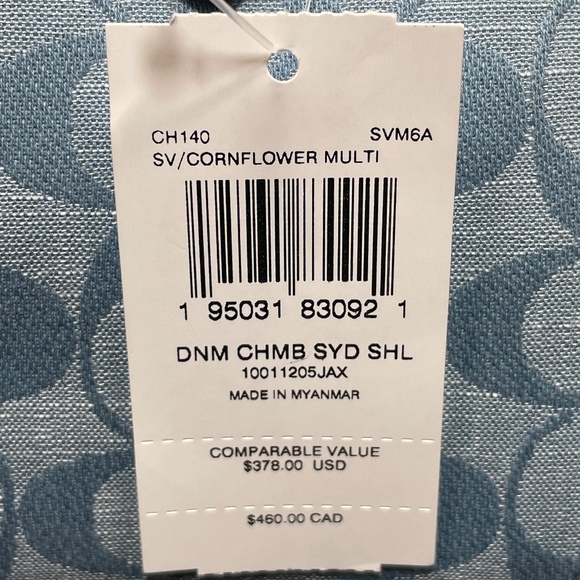 CH140 SVM6A
SV/CORNFLOWER MULTI
1 95031 83092 1
DNM CHMB SYD SHL
10011205JAX
MADE IN MYANMAR
COMPARABLE VALUE
$378.00 USD
$460.00 CAD